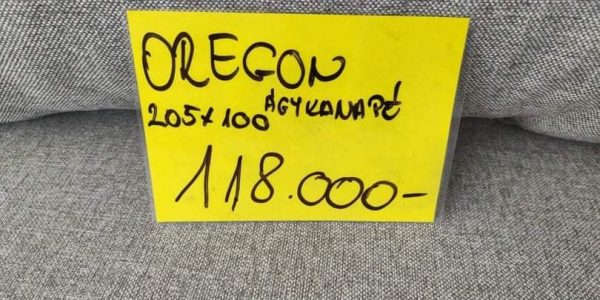 OREGON
ÁGYKANAPÉ
205x100
118.000-